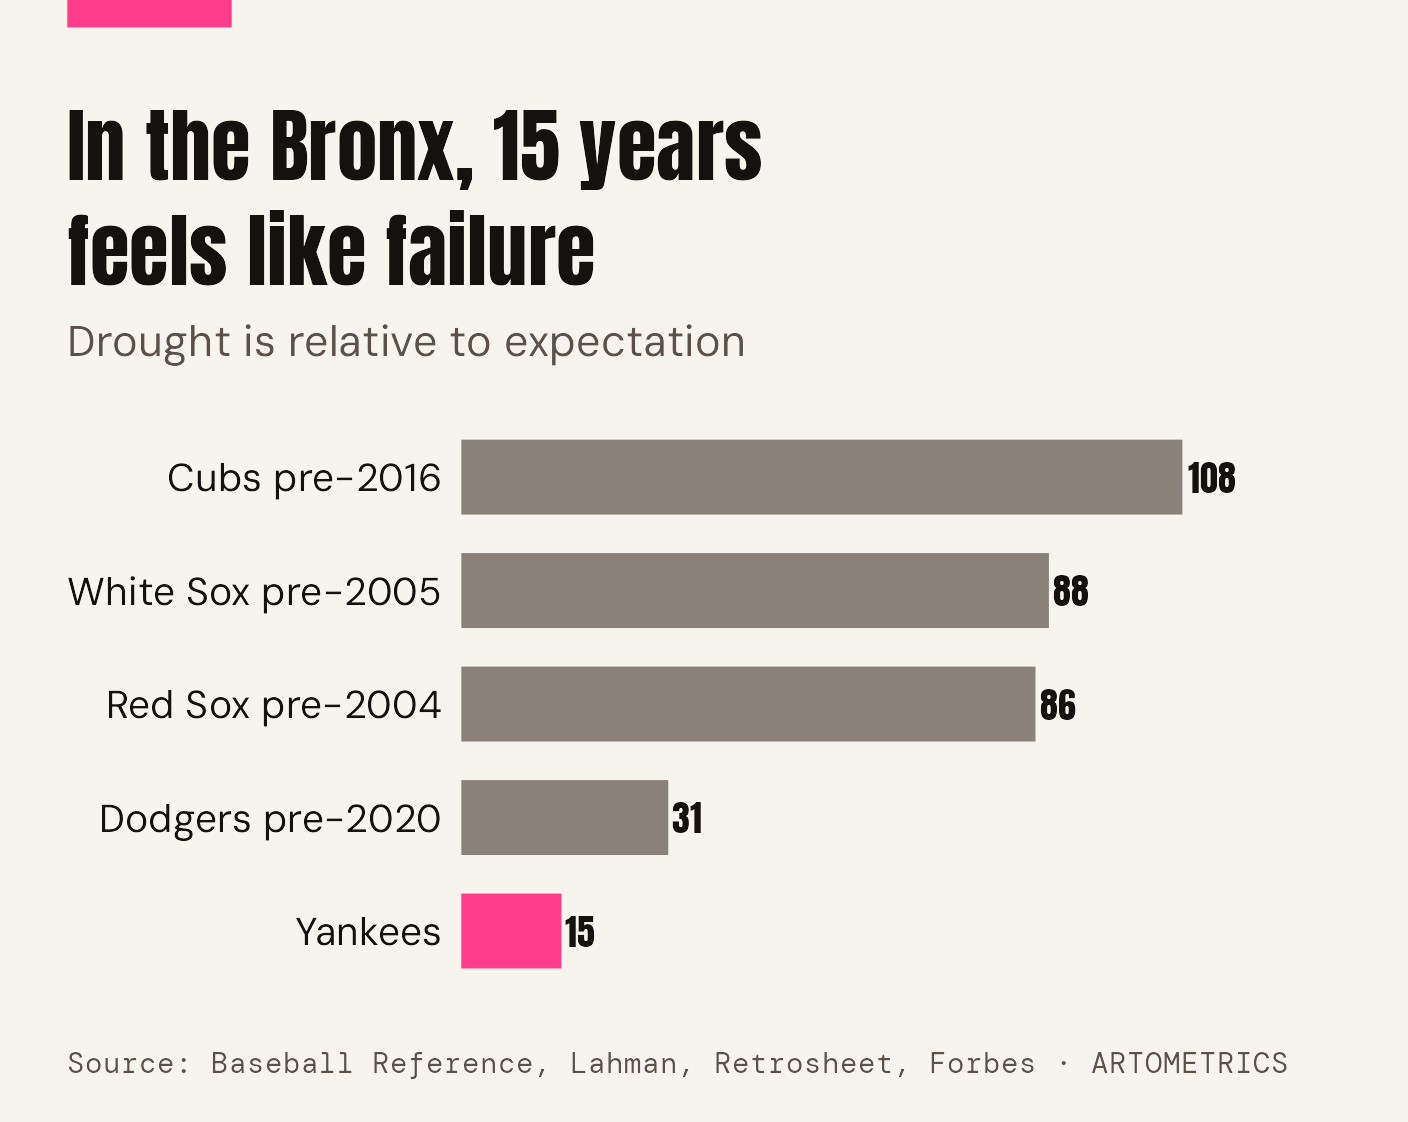 In the Bronx, 15 years
feels like failure
Drought is relative to expectation
Cubs pre-2016 108
White Sox pre-2005 88
Red Sox pre-2004 86
Dodgers pre-2020 31
Yankees 15
Source: Baseball Reference, Lahman, Retrosheet, Forbes · ARTOMETRICS